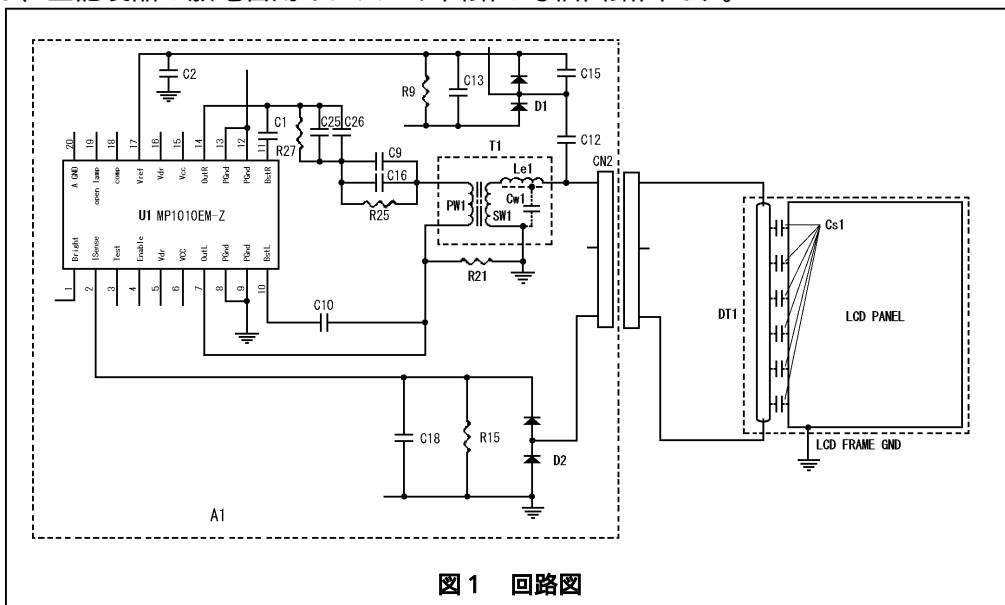 C2
R9
C13
D1
C15
C12
C1
R27
C25
C26
C9
C16
R25
T1
Le1
PW1
SW1
Cw1
CN2
20
19
18
17
16
15
14
13
12
11
A GND
open lamp
comp
Vref
Vdr
Vcc
OutR
PGnd
PGnd
BstR
U1 MP1010EM-Z
Bright
ISense
Test
Enable
Vdr
VCC
OutL
PGnd
PGnd
BstL
1
2
3
4
5
6
7
8
9
10
R21
C10
Cs1
DT1
LCD PANEL
LCD FRAME GND
C18
R15
D2
A1
図1 回路図